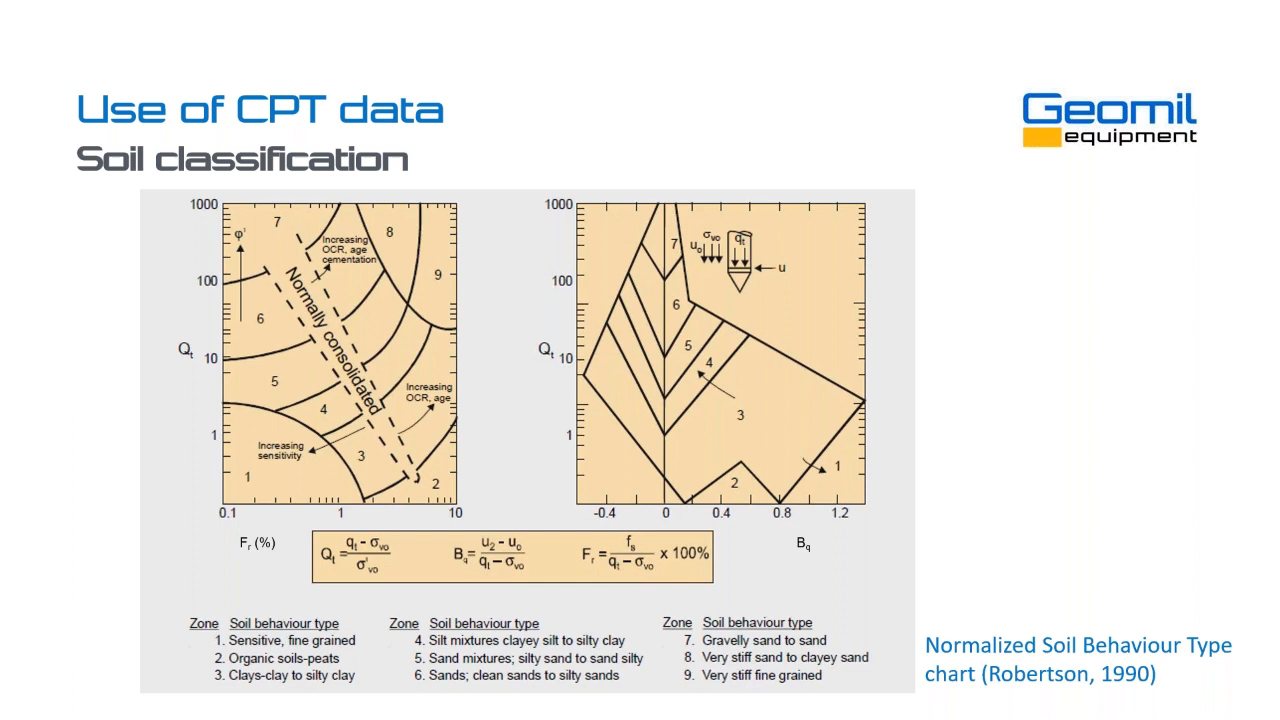 Use of CPT data
Soil classification
Geomil
equipment
1000
100
Qt 10
1
0.1 1 10
Fr (%)
7
8
9
φ'
6
5
4
3
2
1
Increasing
OCR, age
cementation
Normally consolidated
Increasing
OCR, age
Increasing
sensitivity
1000
100
Qt 10
1
-0.4 0 0.4 0.8 1.2
Bq
7
6
5
4
3
2
1
uo σvo qt
u
Qt = qt - σvo / σ'vo
Bq = u2 - uo / qt - σvo
Fr = fs / qt - σvo x 100%
Zone Soil behaviour type
1. Sensitive, fine grained
2. Organic soils-peats
3. Clays-clay to silty clay
Zone Soil behaviour type
4. Silt mixtures clayey silt to silty clay
5. Sand mixtures; silty sand to sand silty
6. Sands; clean sands to silty sands
Zone Soil behaviour type
7. Gravelly sand to sand
8. Very stiff sand to clayey sand
9. Very stiff fine grained
Normalized Soil Behaviour Type
chart (Robertson, 1990)